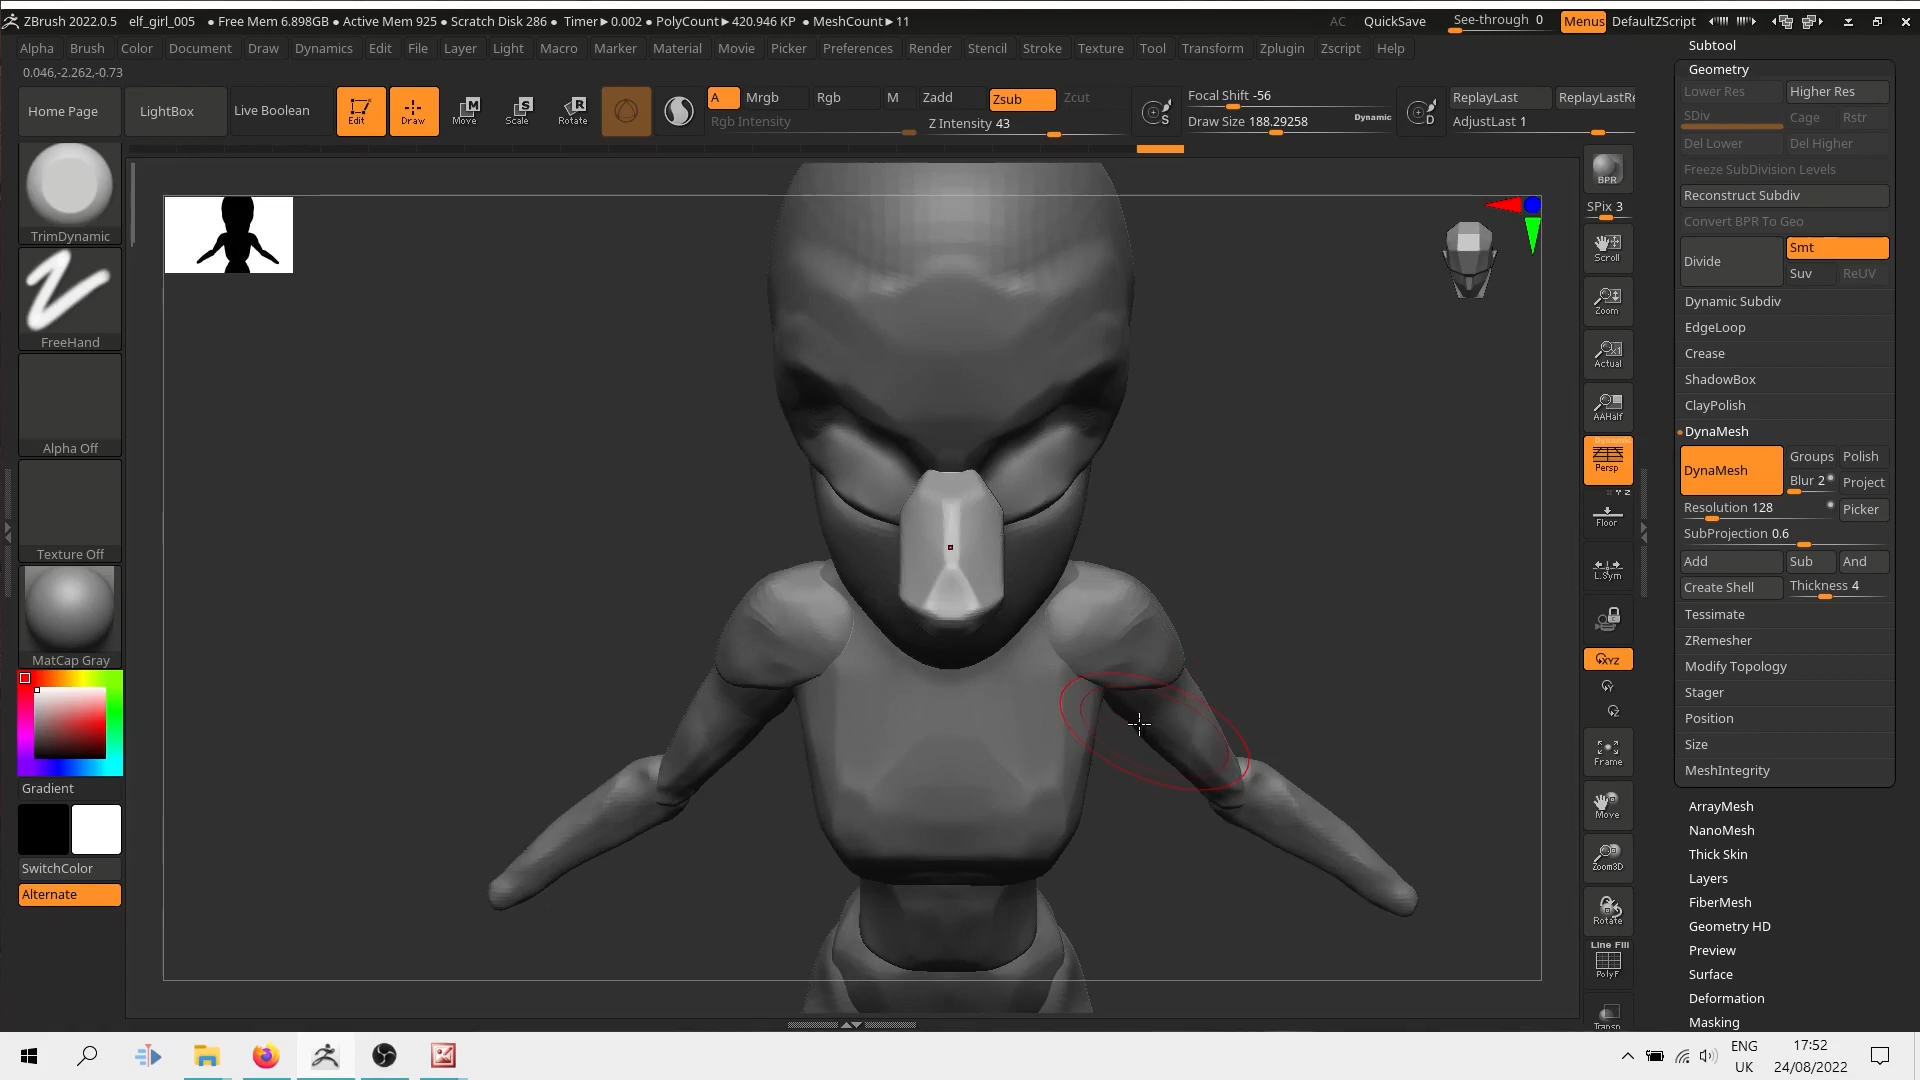 ZBrush 2022.0.5 elf_girl_005 ● Free Mem 6.898GB ● Active Mem 925 ● Scratch Disk 286 ● Timer►0.002 ● PolyCount►420.946 KP ● MeshCount►11 AC QuickSave See-through 0 Menus DefaultZScript
Alpha Brush Color Document Draw Dynamics Edit File Layer Light Macro Marker Material Movie Picker Preferences Render Stencil Stroke Texture Tool Transform Zplugin Zscript Help
0.046,-2.262,-0.73
Home Page LightBox Live Boolean Edit Draw Move Scale Rotate
M S R
A Mrgb Rgb M Zadd Zsub Zcut
Rgb Intensity Z Intensity 43
S
Focal Shift -56
Draw Size 188.29258 Dynamic
D
ReplayLast ReplayLastRe
AdjustLast 1
TrimDynamic
FreeHand
Alpha Off
Texture Off
MatCap Gray
Gradient
SwitchColor
Alternate
BPR
SPix 3
Scroll
Zoom
Actual
AAHalf
Dynamic
Persp
X Y Z
Floor
L.Sym
XYZ
Y
Z
Frame
Move
Zoom3D
Rotate
Line Fill
PolyF
Transp
Subtool
Geometry
Lower Res Higher Res
SDiv Cage Rstr
Del Lower Del Higher
Freeze SubDivision Levels
Reconstruct Subdiv
Convert BPR To Geo
Divide Smt
Suv ReUV
Dynamic Subdiv
EdgeLoop
Crease
ShadowBox
ClayPolish
DynaMesh
DynaMesh Groups Polish
Blur 2 Project
Resolution 128 Picker
SubProjection 0.6
Add Sub And
Create Shell Thickness 4
Tessimate
ZRemesher
Modify Topology
Stager
Position
Size
MeshIntegrity
ArrayMesh
NanoMesh
Thick Skin
Layers
FiberMesh
Geometry HD
Preview
Surface
Deformation
Masking
ENG 17:52
UK 24/08/2022